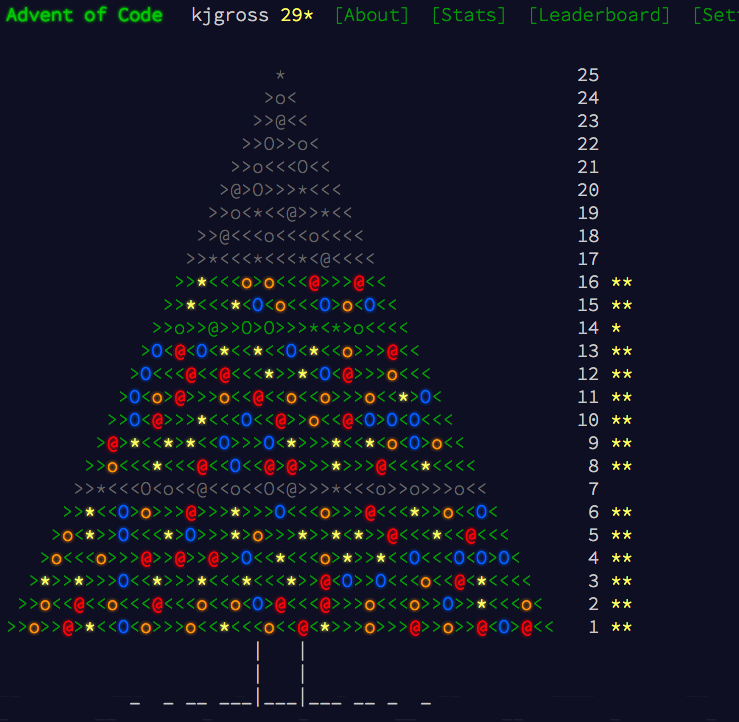 Advent of Code kjgross 29* [About] [Stats] [Leaderboard] [Set
* 25
>o< 24
>>@<< 23
>>O>>o< 22
>>o<<<O<< 21
>@>O>>>*<<< 20
>>o<*<<@>>*<< 19
>>@<<<o<<<o<<<< 18
>>*<<<*<<<*<@<<<< 17
>>*<<<o>o<<<@>>>@<< 16 **
>>*<<<*<O<o<<<O>o<O<< 15 **
>>o>>@>>O>O>>>*<*>o<<<< 14 *
>O<@<O<*<<*<<O<*<<o>>>@<< 13 **
>O<<<@<<@<<<*>>*<O<@>>>o<<< 12 **
>O<o>@>>>o<<@<<o<<o>>>o<<*>O< 11 **
>>O<@>>>*<<<O<<@>>o<<@<O>O>O<<< 10 **
>@>*<<*>*<<O>>>O<*>>>*<<*<o<O<o<< 9 **
>>o<<<*<<<@<<O<<@>@>>>*>>>@<<<*<<<< 8 **
>>*<<<O<o<<@<<o<<O<@>>>*<<<o>>o>>>o<< 7
>>*<<O>o>>>@>>>*>>>O<<<o>>>@<<<*>>o<<O< 6 **
>o>*<<O<<<*>O<<<*>o>>>*>>*>*>>@<<<*<<@<<< 5 **
>o<<<o>>>@>>@>>@>>O<<*>>>o>*>>*<<O<<<O<O>O< 4 **
>*>>*>>>O<<*>>>*<<<*<<<*>>@<O>>O<<<o<<@<*<<<< 3 **
>>o<<@<<o<<<@<<<o<<o<O>@<<<@>>>o<<<o>>O>>*<<<o< 2 **
>>o>>@>*<<O<o>>>o<<*<<<o<<@<*>>>o>>>@>>o<<@<O>@<< 1 **